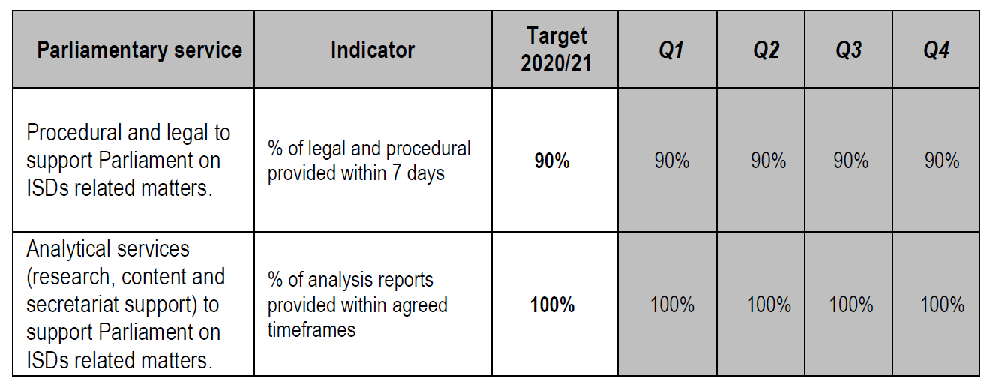 Parliamentary service Indicator Target 2020/21 Q1 Q2 Q3 Q4
Procedural and legal to
support Parliament on
ISDs related matters.
% of legal and procedural
provided within 7 days
90% 90% 90% 90% 90%
Analytical services
(research, content and
secretariat support) to
support Parliament on
ISDs related matters.
% of analysis reports
provided within agreed
timeframes
100% 100% 100% 100% 100%